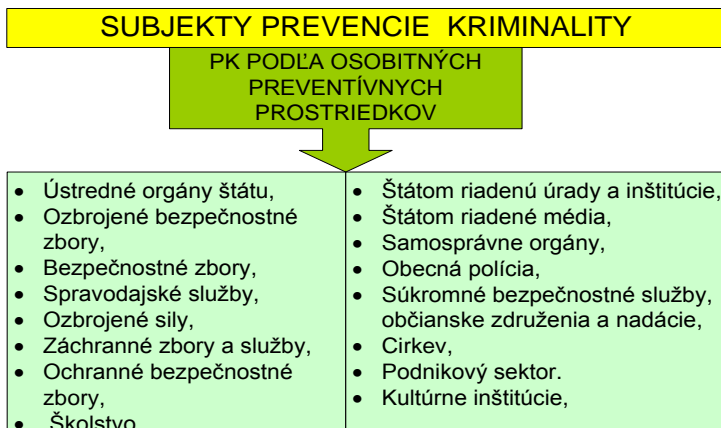 SUBJEKTY PREVENCIE KRIMINALITY
PK PODĽA OSOBITNÝCH
PREVENTÍVNYCH
PROSTRIEDKOV
• Ústredné orgány štátu,
• Ozbrojené bezpečnostné
zbory,
• Bezpečnostné zbory,
• Spravodajské služby,
• Ozbrojené sily,
• Záchranné zbory a služby,
• Ochranné bezpečnostné
zbory,
• Školstvo
• Štátom riadenú úrady a inštitúcie,
• Štátom riadené média,
• Samosprávne orgány,
• Obecná polícia,
• Súkromné bezpečnostné služby,
občianske združenia a nadácie,
• Cirkev,
• Podnikový sektor.
• Kultúrne inštitúcie,